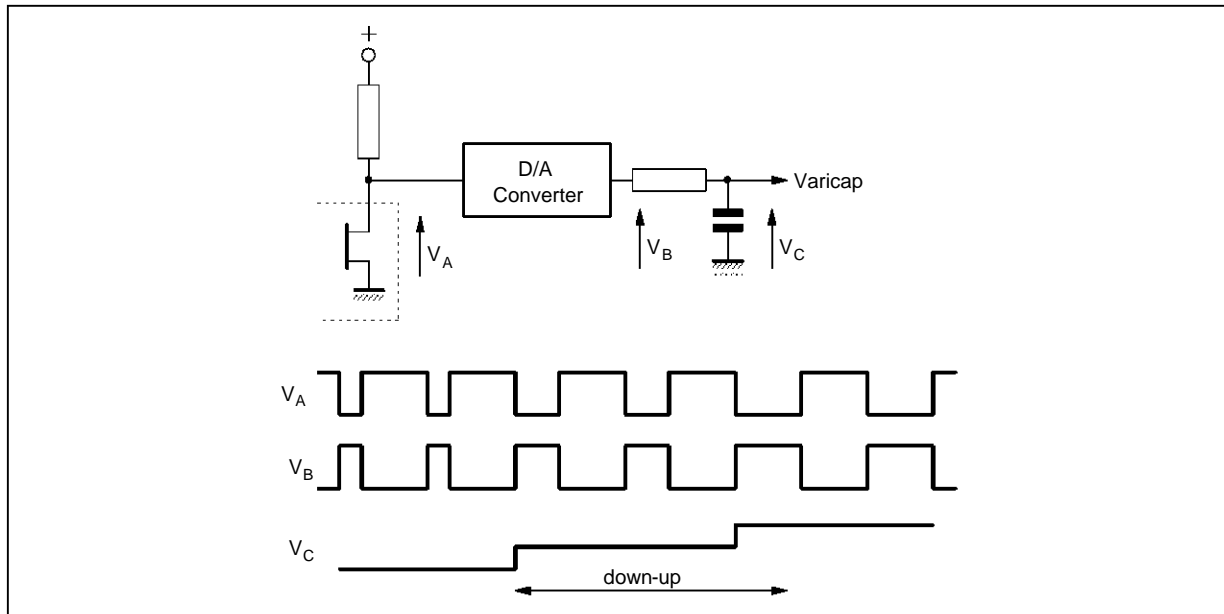 +
D/A
Converter
Varicap
VA
VB
VC
VA
VB
VC
down-up